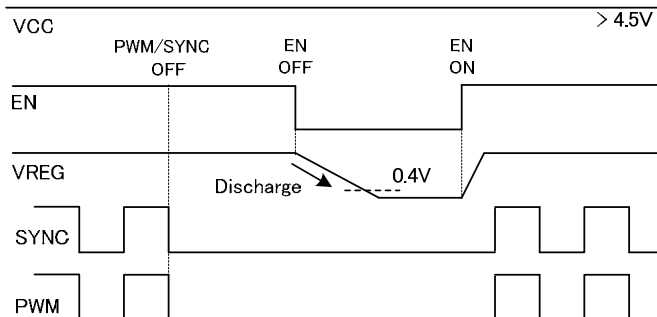 VCC
> 4.5V
PWM/SYNC
OFF
EN
OFF
EN
ON
EN
VREG
Discharge
0.4V
SYNC
PWM